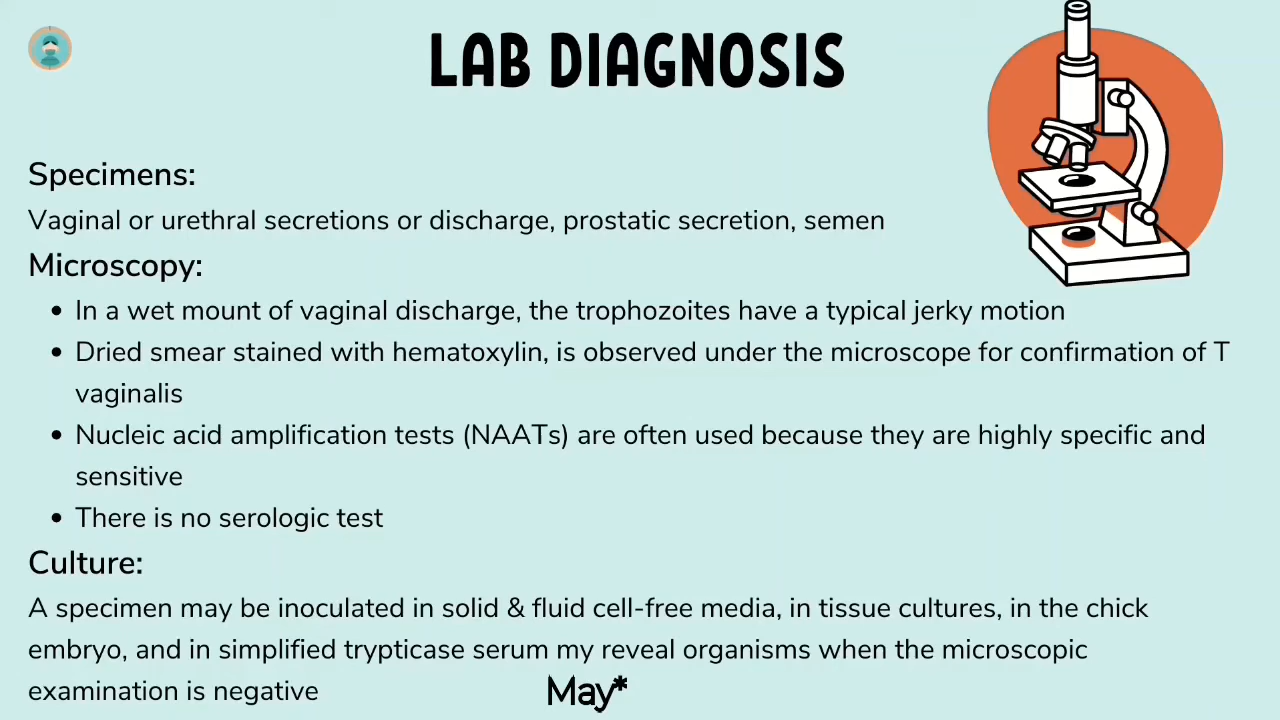 LAB DIAGNOSIS
Specimens:
Vaginal or urethral secretions or discharge, prostatic secretion, semen
Microscopy:
• In a wet mount of vaginal discharge, the trophozoites have a typical jerky motion
• Dried smear stained with hematoxylin, is observed under the microscope for confirmation of T
vaginalis
• Nucleic acid amplification tests (NAATs) are often used because they are highly specific and
sensitive
• There is no serologic test
Culture:
A specimen may be inoculated in solid & fluid cell-free media, in tissue cultures, in the chick
embryo, and in simplified trypticase serum my reveal organisms when the microscopic
examination is negative
May*